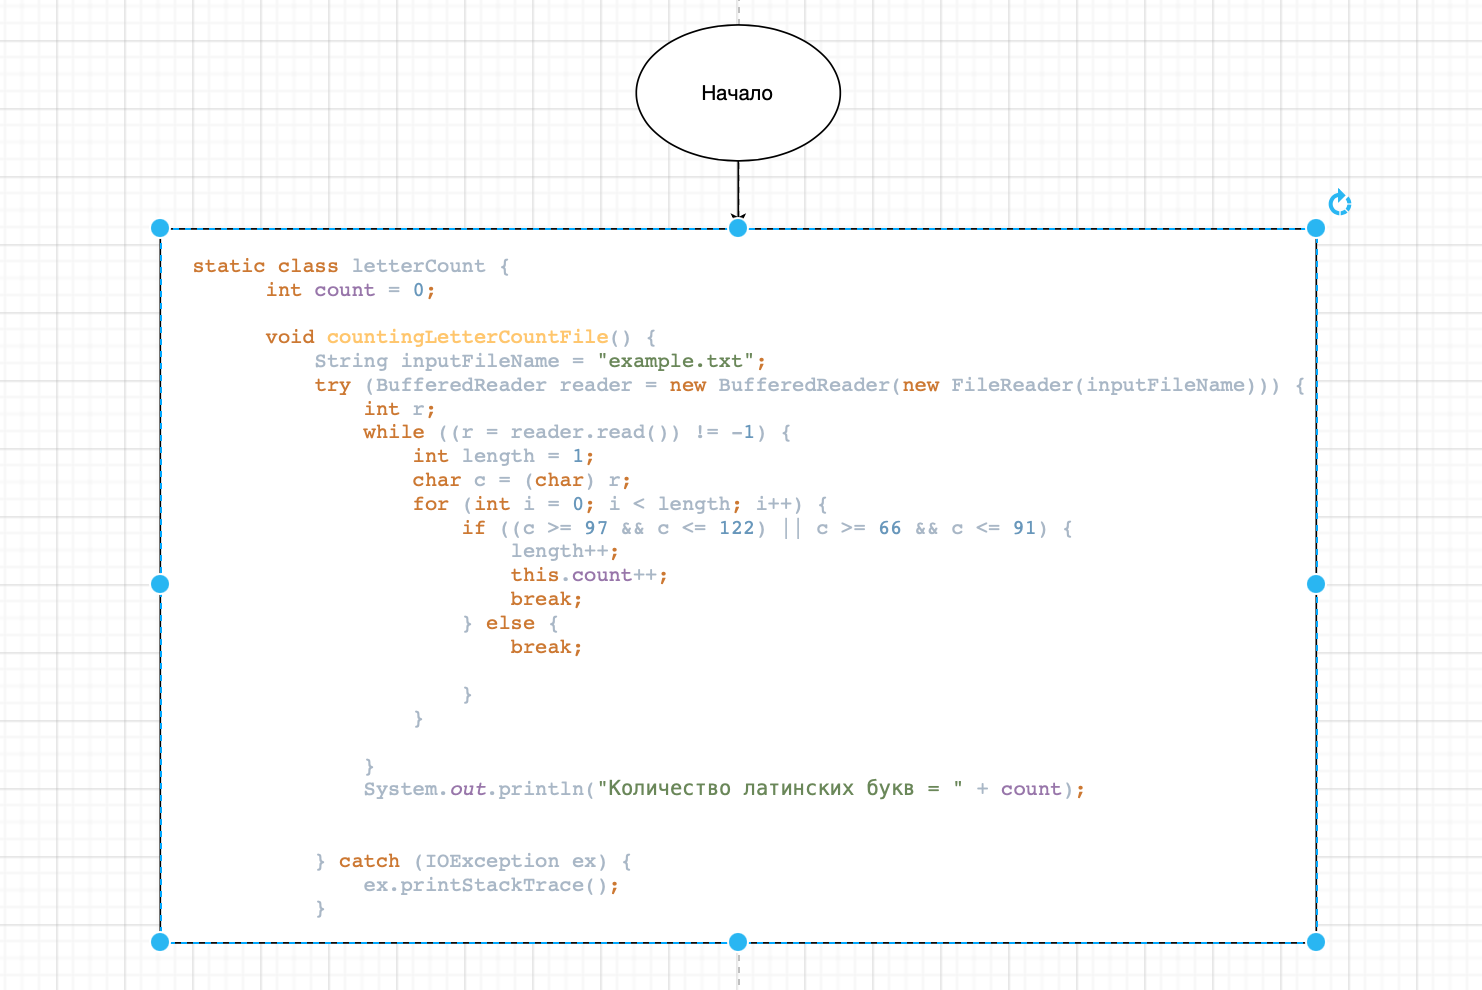 Начало
static class letterCount {
int count = 0;
void countingLetterCountFile() {
String inputFileName = "example.txt";
try (BufferedReader reader = new BufferedReader(new FileReader(inputFileName))) {
int r;
while ((r = reader.read()) != -1) {
int length = 1;
char c = (char) r;
for (int i = 0; i < length; i++) {
if ((c >= 97 && c <= 122) || c >= 66 && c <= 91) {
length++;
this.count++;
break;
} else {
break;
}
}
}
System.out.println("Количество латинских букв = " + count);
} catch (IOException ex) {
ex.printStackTrace();
}